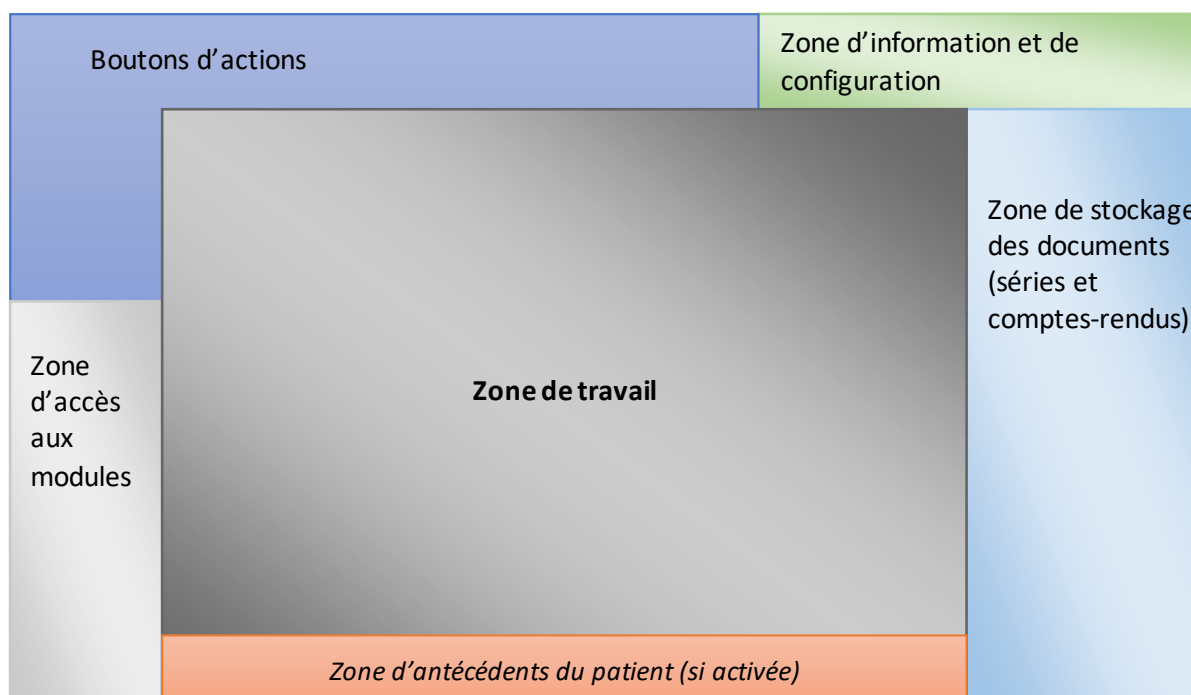 Boutons d’actions
Zone d’information et de
configuration
Zone de stockage
des documents
(séries et
comptes-rendus)
Zone
d’accès
aux
modules
Zone de travail
Zone d’antécédents du patient (si activée)